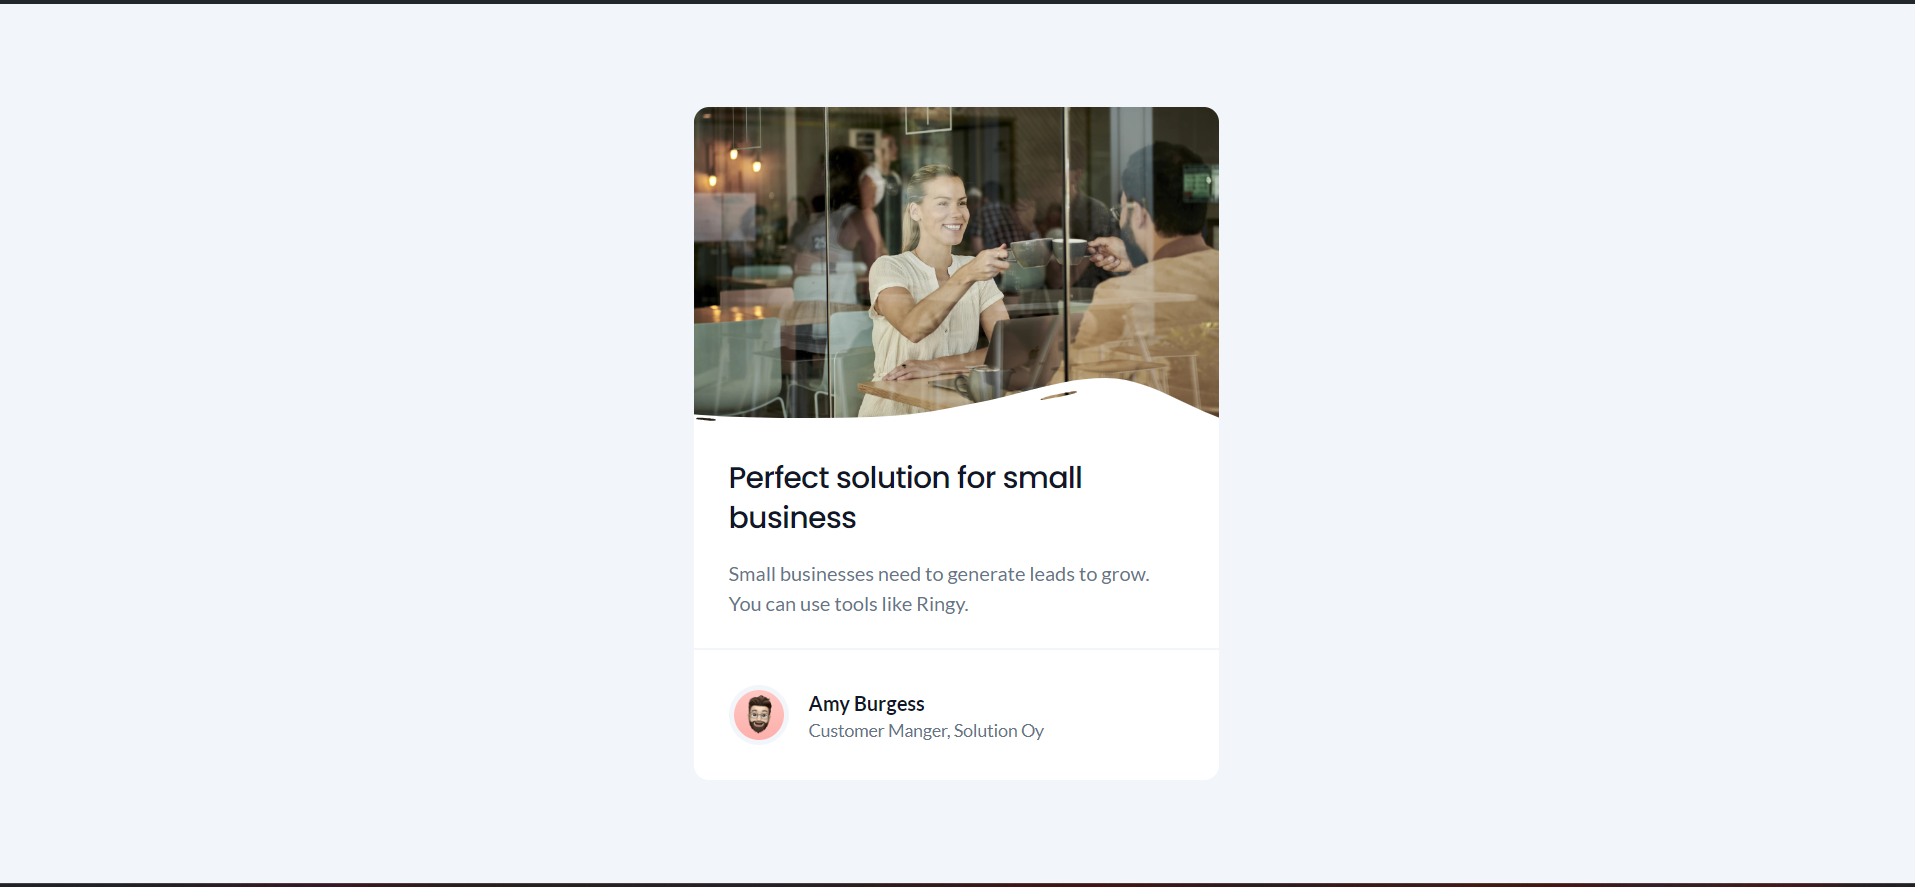 25
Perfect solution for small
business
Small businesses need to generate leads to grow.
You can use tools like Ringy.
Amy Burgess
Customer Manger, Solution Oy